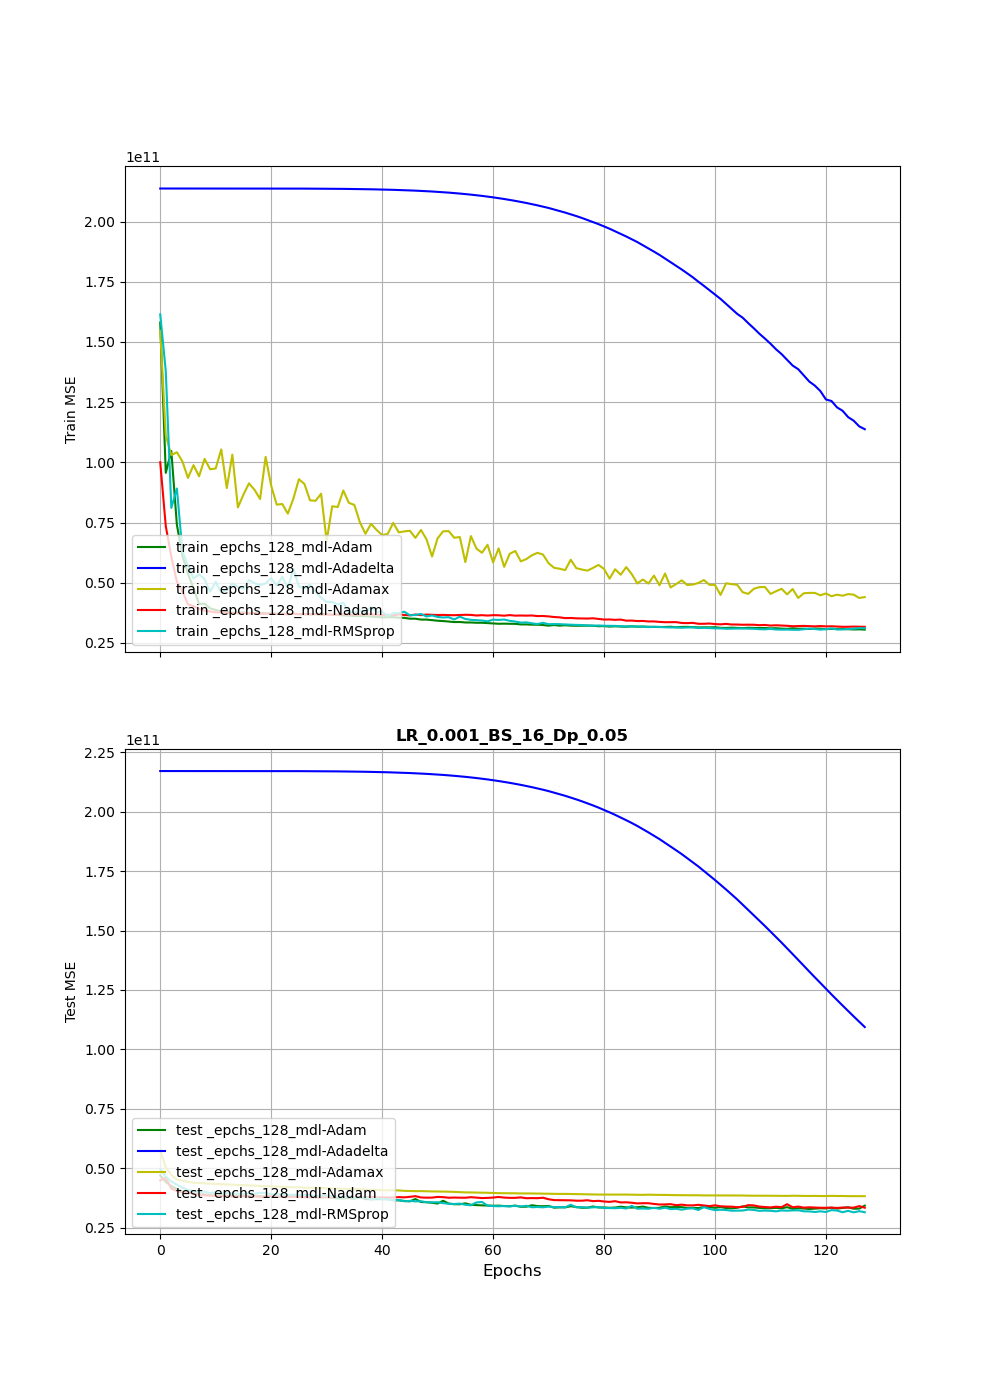 1e11
2.00
1.75
1.50
1.25
1.00
0.75
0.50
0.25
Train MSE
train _epchs_128_mdl-Adam
train _epchs_128_mdl-Adadelta
train _epchs_128_mdl-Adamax
train _epchs_128_mdl-Nadam
train _epchs_128_mdl-RMSprop
LR_0.001_BS_16_Dp_0.05
1e11
2.25
2.00
1.75
1.50
1.25
1.00
0.75
0.50
0.25
Test MSE
test _epchs_128_mdl-Adam
test _epchs_128_mdl-Adadelta
test _epchs_128_mdl-Adamax
test _epchs_128_mdl-Nadam
test _epchs_128_mdl-RMSprop
0 20 40 60 80 100 120
Epochs